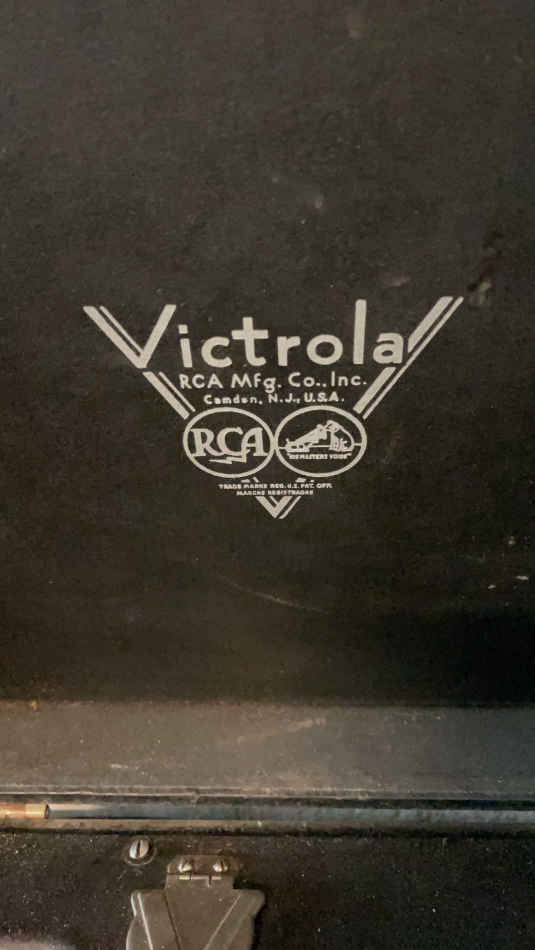 Victrola
RCA Mfg. Co., Inc.
Camden, N.J., U.S.A.
RCA
"HIS MASTERS VOICE"
TRADE MARKS REG. U.S. PAT. OFF.
MARCAS REGISTRADAS